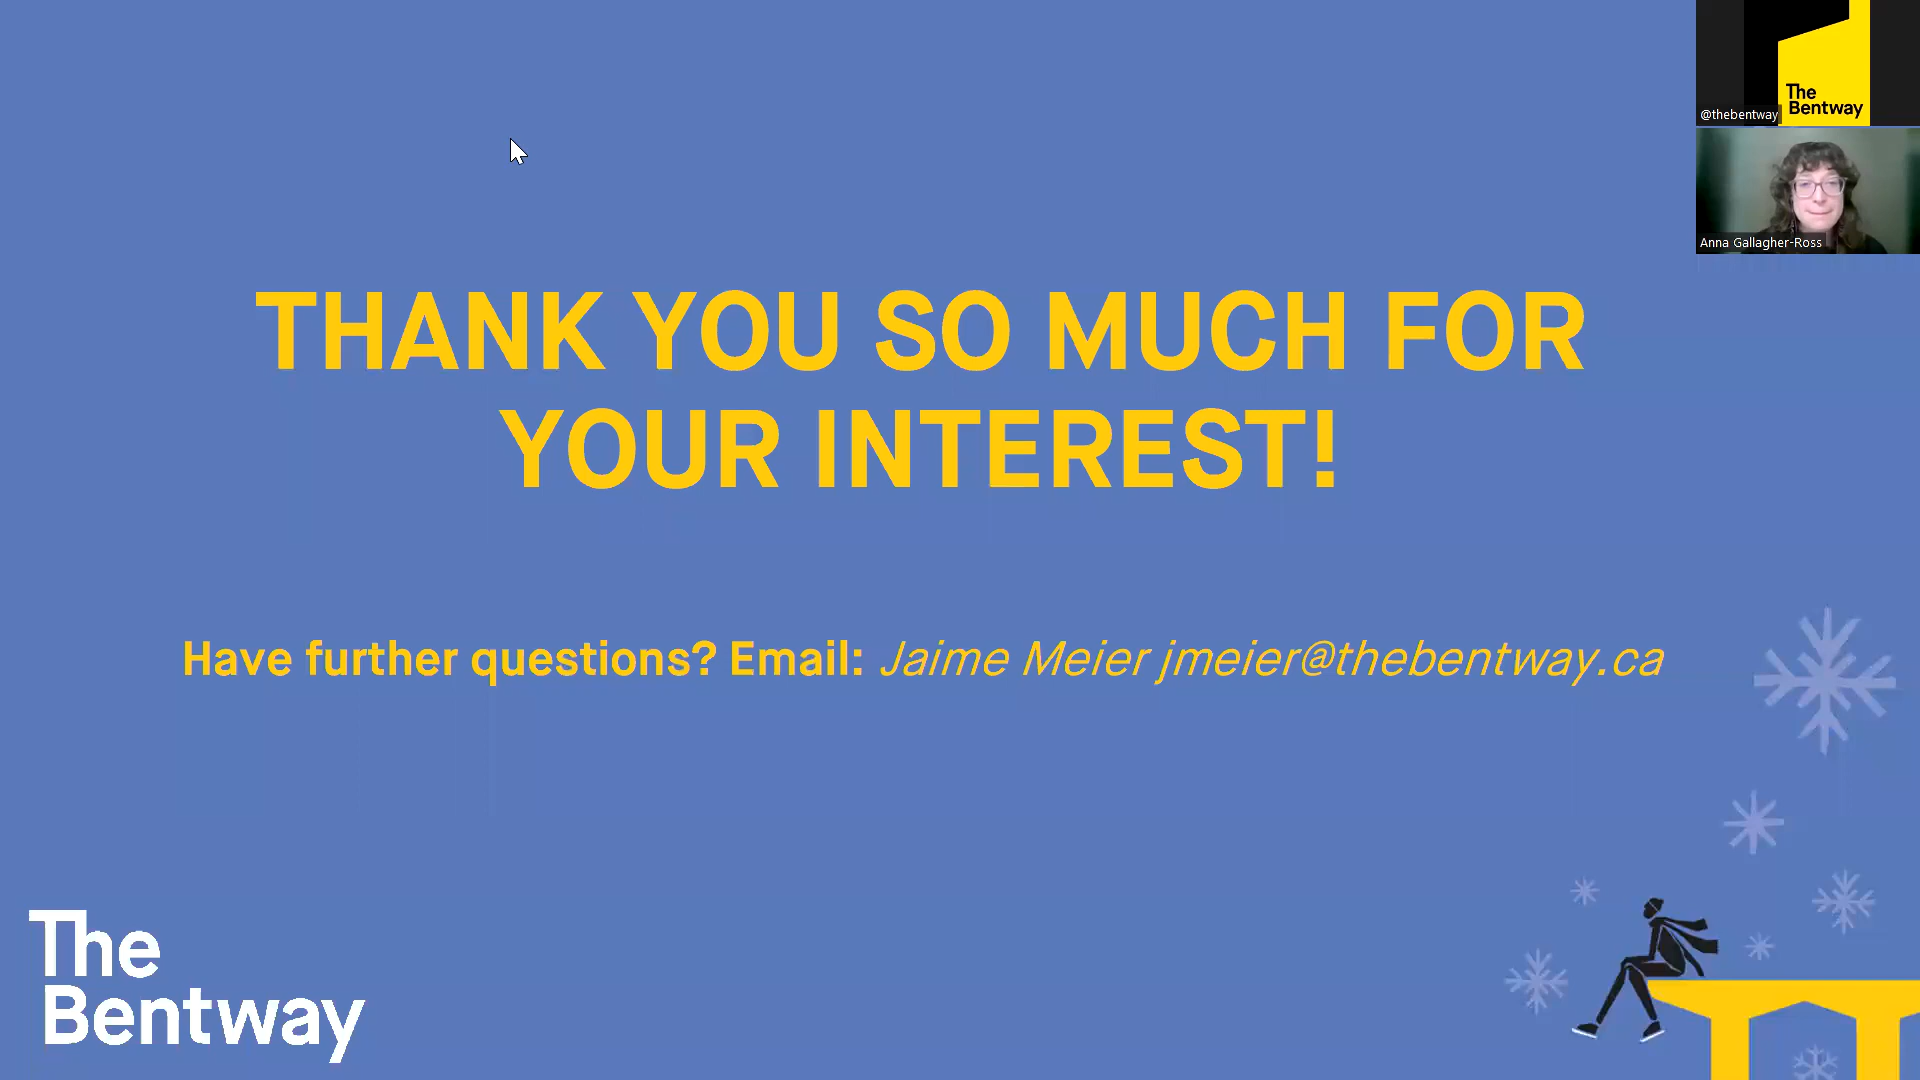 The
Bentway
@thebentway
Anna Gallagher-Ross
THANK YOU SO MUCH FOR
YOUR INTEREST!
Have further questions? Email: Jaime Meier jmeier@thebentway.ca
The
Bentway